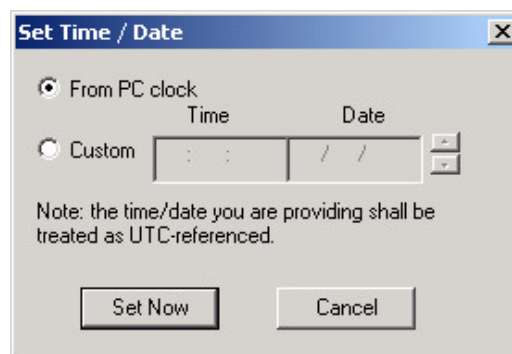 Set Time / Date
From PC clock
Time Date
Custom : : / /
Note: the time/date you are providing shall be
treated as UTC-referenced.
Set Now Cancel